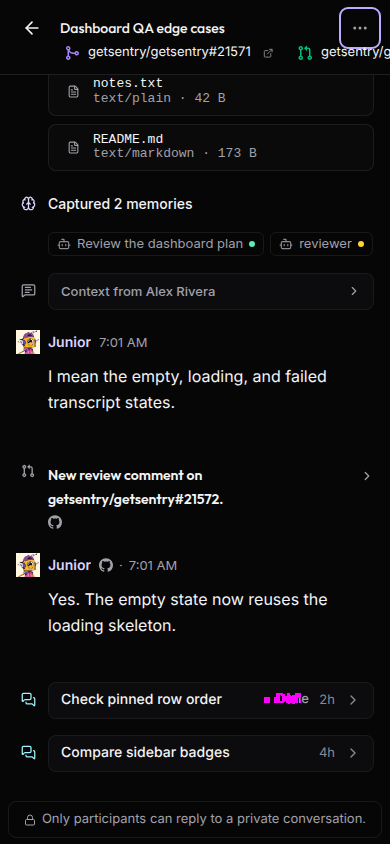 Dashboard QA edge cases
getsentry/getsentry#21571
getsentry/g
notes.txt
text/plain · 42 B
README.md
text/markdown · 173 B
Captured 2 memories
Review the dashboard plan
reviewer
Context from Alex Rivera
Junior 7:01 AM
I mean the empty, loading, and failed
transcript states.
New review comment on
getsentry/getsentry#21572.
Junior · 7:01 AM
Yes. The empty state now reuses the
loading skeleton.
Check pinned row order 2h
Compare sidebar badges 4h
Only participants can reply to a private conversation.